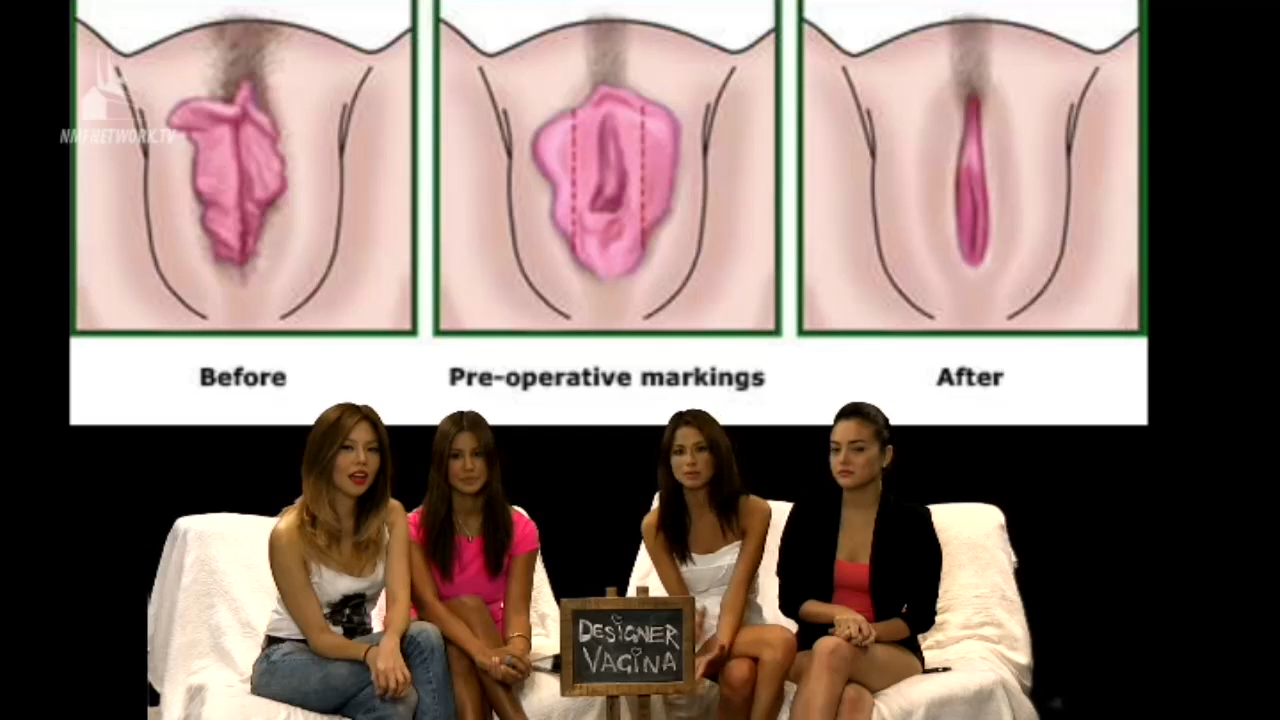 NMFNETWORK.TV
Before
Pre-operative markings
After
DESIGNER
VAGINA